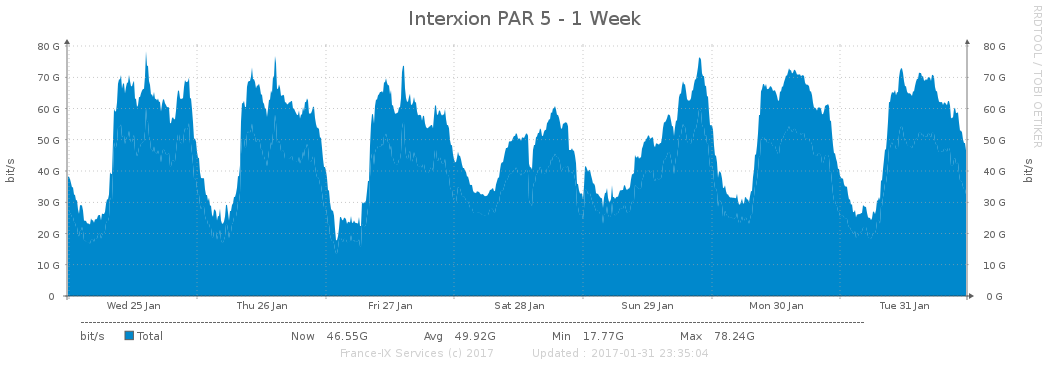 Interxion PAR 5 - 1 Week
RRDTOOL / TOBI OETIKER
80 G 80 G
70 G 70 G
60 G 60 G
50 G 50 G
40 G 40 G
30 G 30 G
20 G 20 G
10 G 10 G
0 0 G
bit/s
bit/s
Wed 25 Jan Thu 26 Jan Fri 27 Jan Sat 28 Jan Sun 29 Jan Mon 30 Jan Tue 31 Jan
bit/s Total Now 46.55G Avg 49.92G Min 17.77G Max 78.24G
France-IX Services (c) 2017 Updated : 2017-01-31 23:35:04